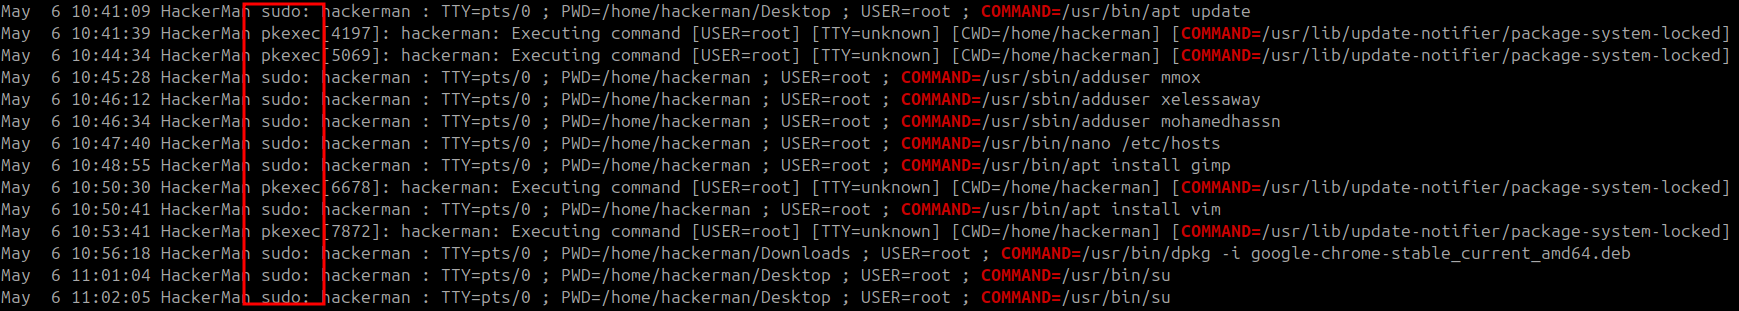 May  6 10:41:09 HackerMan sudo: hackerman : TTY=pts/0 ; PWD=/home/hackerman/Desktop ; USER=root ; COMMAND=/usr/bin/apt update
May  6 10:41:39 HackerMan pkexec[4197]: hackerman: Executing command [USER=root] [TTY=unknown] [CWD=/home/hackerman] [COMMAND=/usr/lib/update-notifier/package-system-locked]
May  6 10:44:34 HackerMan pkexec[5069]: hackerman: Executing command [USER=root] [TTY=unknown] [CWD=/home/hackerman] [COMMAND=/usr/lib/update-notifier/package-system-locked]
May  6 10:45:28 HackerMan sudo: hackerman : TTY=pts/0 ; PWD=/home/hackerman ; USER=root ; COMMAND=/usr/sbin/adduser mmox
May  6 10:46:12 HackerMan sudo: hackerman : TTY=pts/0 ; PWD=/home/hackerman ; USER=root ; COMMAND=/usr/sbin/adduser xelessaway
May  6 10:46:34 HackerMan sudo: hackerman : TTY=pts/0 ; PWD=/home/hackerman ; USER=root ; COMMAND=/usr/sbin/adduser mohamedhassn
May  6 10:47:40 HackerMan sudo: hackerman : TTY=pts/0 ; PWD=/home/hackerman ; USER=root ; COMMAND=/usr/bin/nano /etc/hosts
May  6 10:48:55 HackerMan sudo: hackerman : TTY=pts/0 ; PWD=/home/hackerman ; USER=root ; COMMAND=/usr/bin/apt install gimp
May  6 10:50:30 HackerMan pkexec[6678]: hackerman: Executing command [USER=root] [TTY=unknown] [CWD=/home/hackerman] [COMMAND=/usr/lib/update-notifier/package-system-locked]
May  6 10:50:41 HackerMan sudo: hackerman : TTY=pts/0 ; PWD=/home/hackerman ; USER=root ; COMMAND=/usr/bin/apt install vim
May  6 10:53:41 HackerMan pkexec[7872]: hackerman: Executing command [USER=root] [TTY=unknown] [CWD=/home/hackerman] [COMMAND=/usr/lib/update-notifier/package-system-locked]
May  6 10:56:18 HackerMan sudo: hackerman : TTY=pts/0 ; PWD=/home/hackerman/Downloads ; USER=root ; COMMAND=/usr/bin/dpkg -i google-chrome-stable_current_amd64.deb
May  6 11:01:04 HackerMan sudo: hackerman : TTY=pts/0 ; PWD=/home/hackerman/Desktop ; USER=root ; COMMAND=/usr/bin/su
May  6 11:02:05 HackerMan sudo: hackerman : TTY=pts/0 ; PWD=/home/hackerman/Desktop ; USER=root ; COMMAND=/usr/bin/su